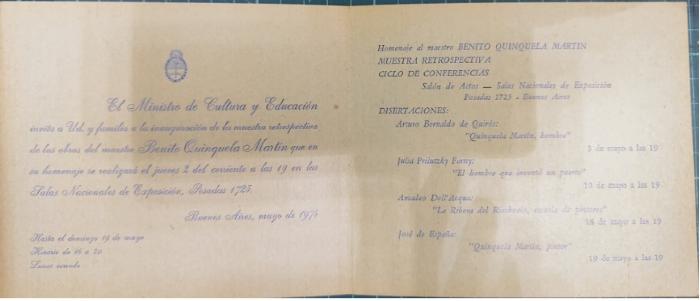 El Ministro de Cultura y Educación
invita a Ud. y familia a la inauguración de la muestra retrospectiva
de las obras del maestro Benito Quinquela Martín que en
su homenaje se realizará el jueves 2 del corriente a las 19 en las
Salas Nacionales de Exposición, Posadas 1725.
Buenos Aires, mayo de 1974
Hasta el domingo 19 de mayo
Horario de 16 a 20
Lunes cerrado
Homenaje al maestro BENITO QUINQUELA MARTIN
MUESTRA RETROSPECTIVA
CICLO DE CONFERENCIAS
Salón de Actos — Salas Nacionales de Exposición
Posadas 1725 - Buenos Aires
DISERTACIONES:
Arturo Bernaldo de Quirós:
"Quinquela Martín, hombre"
3 de mayo a las 19
Julia Prilutzky Farny:
"El hombre que inventó un puerto"
10 de mayo a las 19
Amadeo Dell'Acqua:
"La Ribera del Riachuelo, escuela de pintores"
de mayo a las 19
José de España:
"Quinquela Martín, pintor"
19 de mayo a las 19